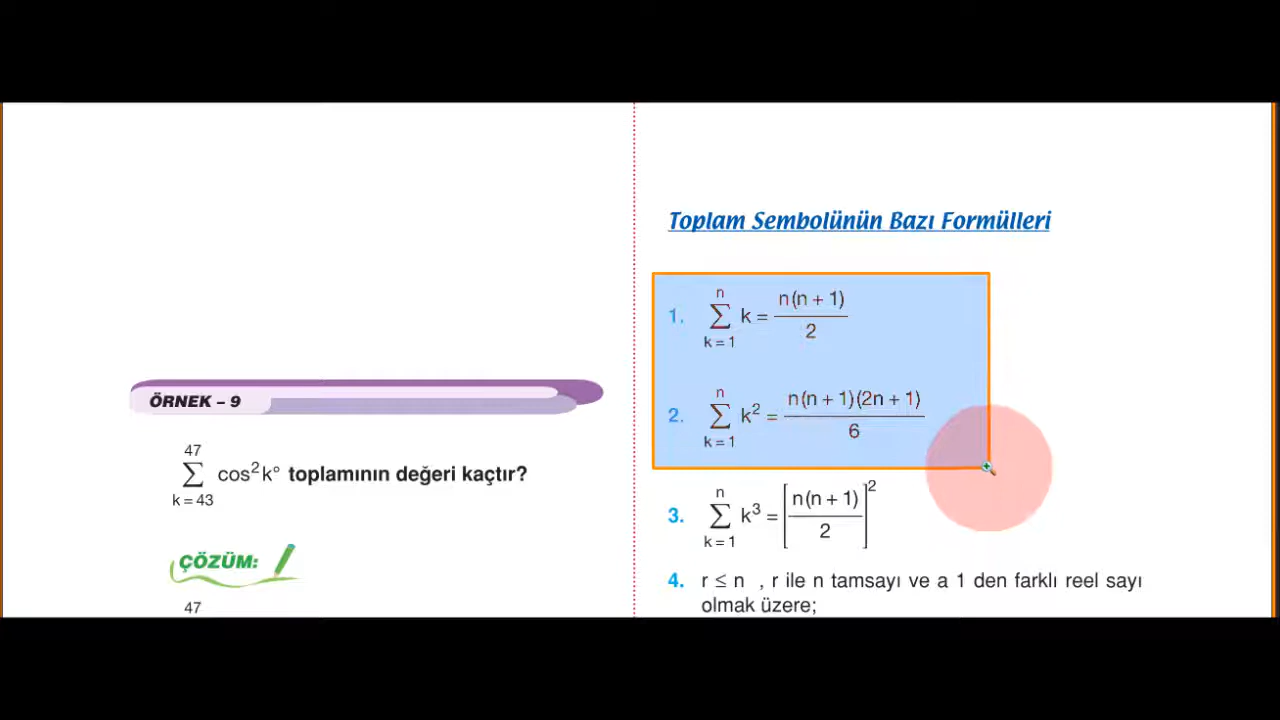 ÖRNEK – 9
47
∑ cos²k° toplamının değeri kaçtır?
k = 43
ÇÖZÜM:
47
Toplam Sembolünün Bazı Formülleri
1. ∑_{k = 1}^{n} k = n(n + 1) / 2
2. ∑_{k = 1}^{n} k² = n(n + 1)(2n + 1) / 6
3. ∑_{k = 1}^{n} k³ = [n(n + 1) / 2]²
4. r ≤ n , r ile n tamsayı ve a 1 den farklı reel sayı
olmak üzere;